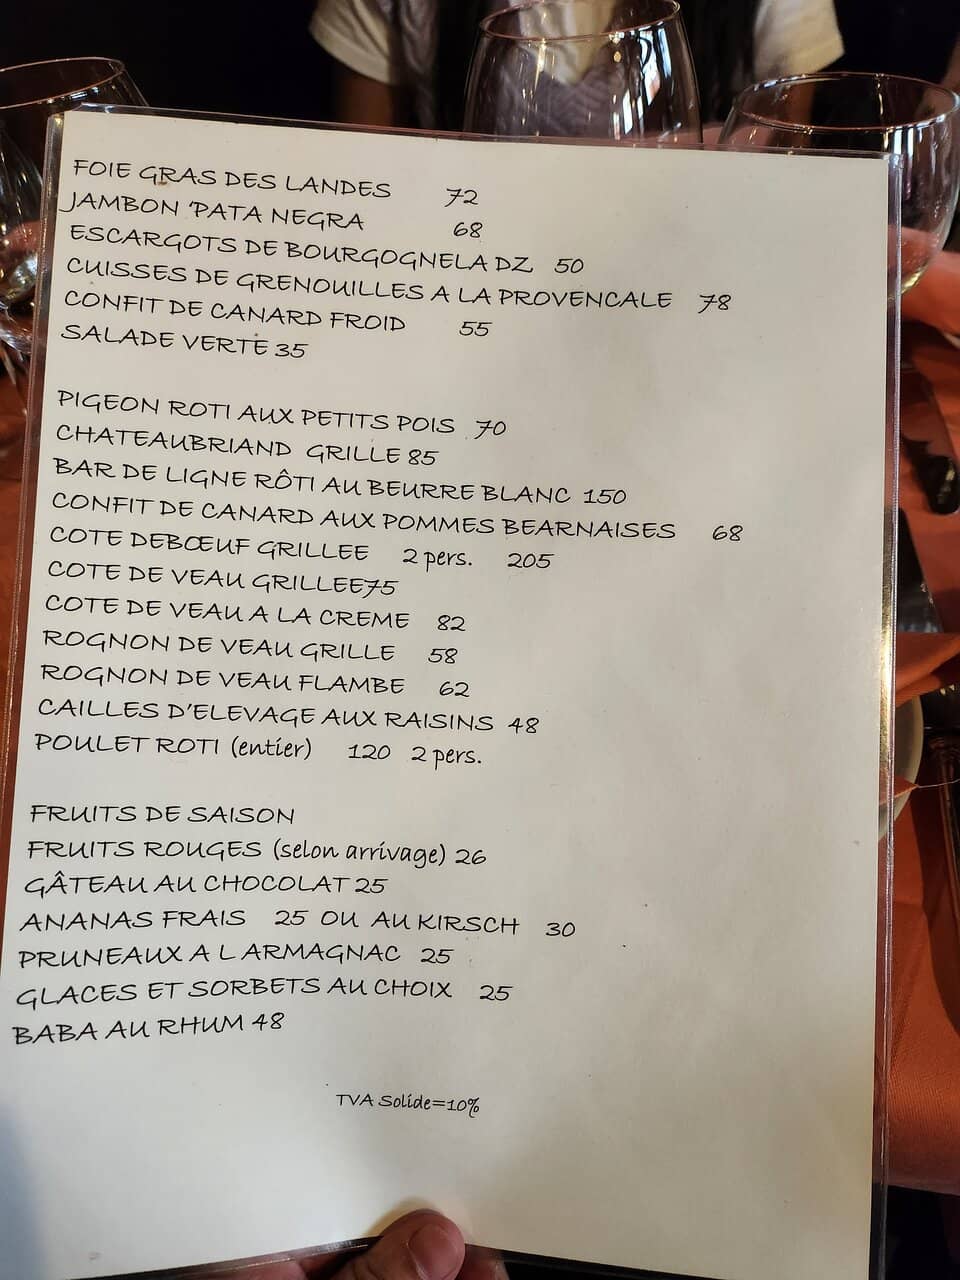 FOIE GRAS DES LANDES 72
JAMBON 'PATA NEGRA 68
ESCARGOTS DE BOURGOGNELA DZ 50
CUISSES DE GRENOUILLES A LA PROVENCALE 78
CONFIT DE CANARD FROID 55
SALADE VERTE 35
PIGEON ROTI AUX PETITS POIS 70
CHATEAUBRIAND GRILLE 85
BAR DE LIGNE RÔTI AU BEURRE BLANC 150
CONFIT DE CANARD AUX POMMES BEARNAISES 68
COTE DEBŒUF GRILLEE 2 pers. 205
COTE DE VEAU GRILLEE75
COTE DE VEAU A LA CREME 82
ROGNON DE VEAU GRILLE 58
ROGNON DE VEAU FLAMBE 62
CAILLES D'ELEVAGE AUX RAISINS 48
POULET ROTI (entier) 120 2 pers.
FRUITS DE SAISON
FRUITS ROUGES (selon arrivage) 26
GÂTEAU AU CHOCOLAT 25
ANANAS FRAIS 25 OU AU KIRSCH 30
PRUNEAUX A L ARMAGNAC 25
GLACES ET SORBETS AU CHOIX 25
BABA AU RHUM 48
TVA Solide=10%